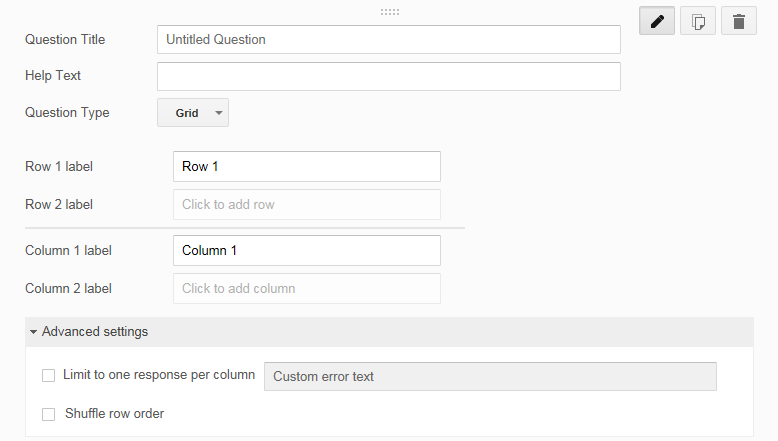 Question Title Untitled Question
Help Text
Question Type Grid
Row 1 label Row 1
Row 2 label Click to add row
Column 1 label Column 1
Column 2 label Click to add column
Advanced settings
Limit to one response per column Custom error text
Shuffle row order